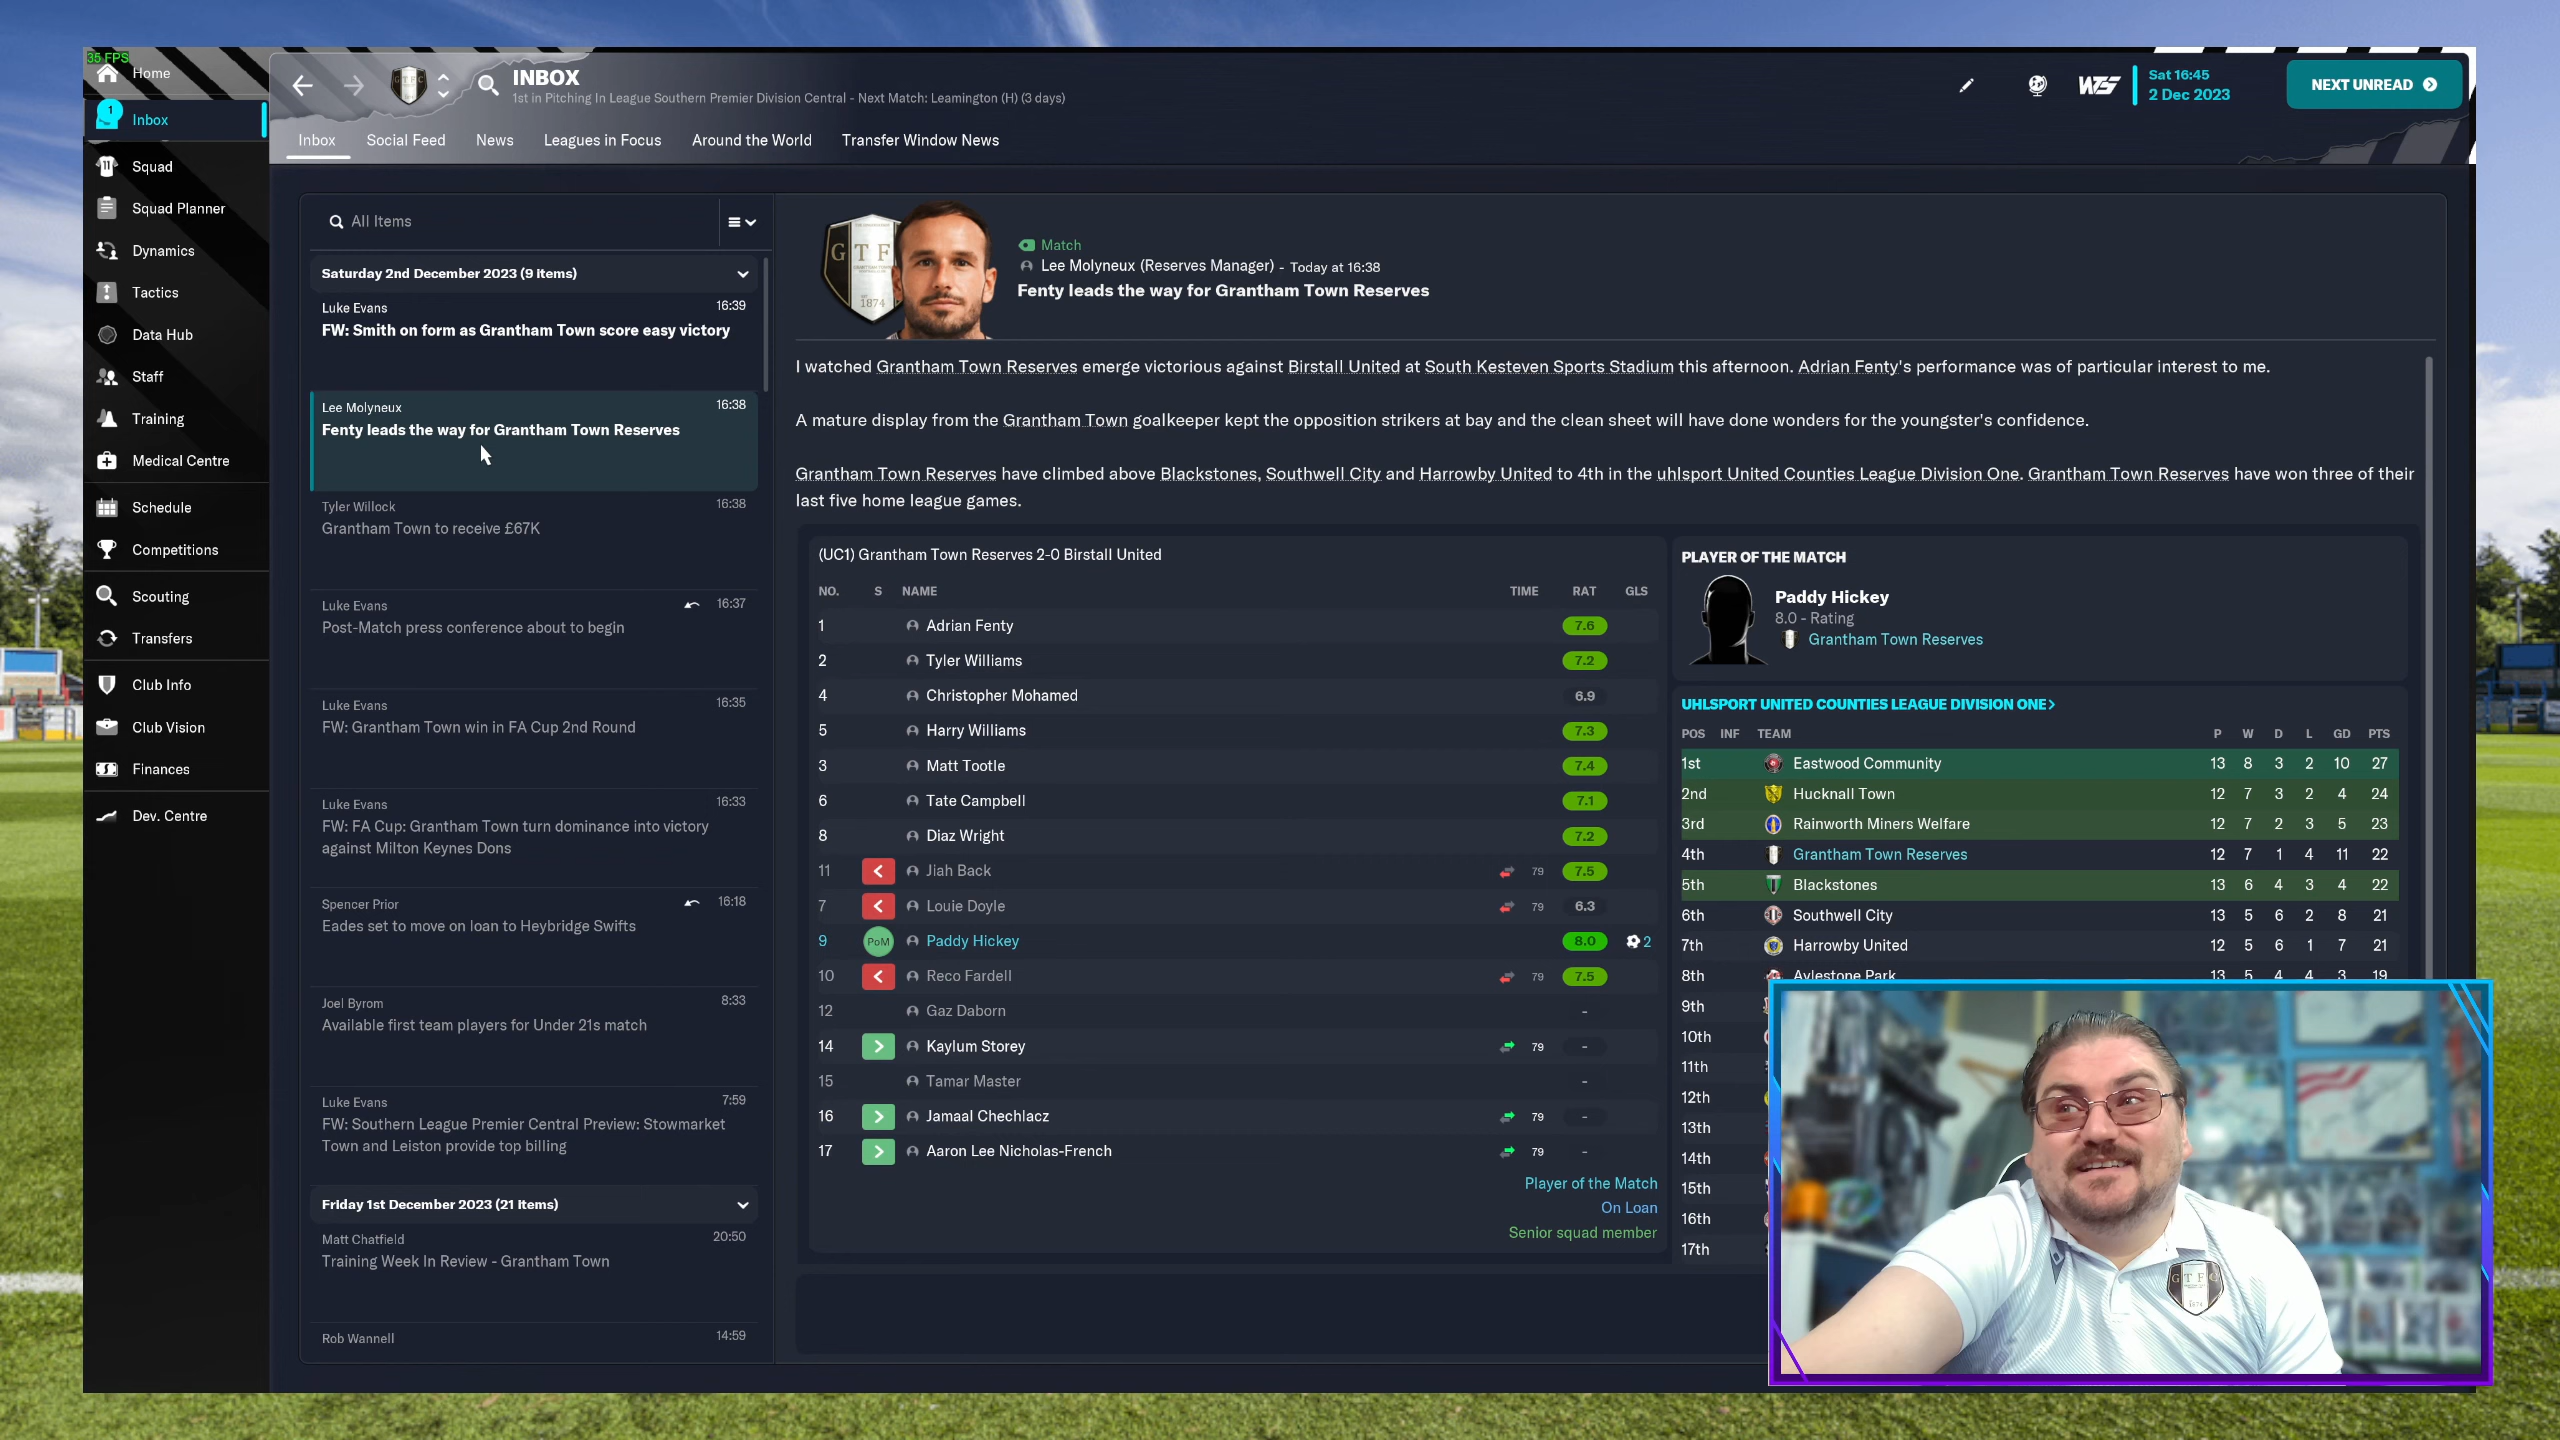 35 FPS
Home
1
Inbox
Squad
Squad Planner
Dynamics
Tactics
Data Hub
Staff
Training
Medical Centre
Schedule
Competitions
Scouting
Transfers
Club Info
Club Vision
Finances
Dev. Centre
INBOX
1st in Pitching In League Southern Premier Division Central - Next Match: Leamington (H) (3 days)
Sat 16:45
2 Dec 2023
NEXT UNREAD
Inbox Social Feed News Leagues in Focus Around the World Transfer Window News
All Items
Saturday 2nd December 2023 (9 Items)
Luke Evans 16:39
FW: Smith on form as Grantham Town score easy victory
Lee Molyneux 16:38
Fenty leads the way for Grantham Town Reserves
Tyler Willock 16:38
Grantham Town to receive £67K
Luke Evans 16:37
Post-Match press conference about to begin
Luke Evans 16:35
FW: Grantham Town win in FA Cup 2nd Round
Luke Evans 16:33
FW: FA Cup: Grantham Town turn dominance into victory
against Milton Keynes Dons
Spencer Prior 16:18
Eades set to move on loan to Heybridge Swifts
Joel Byrom 8:33
Available first team players for Under 21s match
Luke Evans 7:59
FW: Southern League Premier Central Preview: Stowmarket
Town and Leiston provide top billing
Friday 1st December 2023 (21 Items)
Matt Chatfield 20:50
Training Week In Review - Grantham Town
Rob Wannell 14:59
G T F
1874
Match
Lee Molyneux (Reserves Manager) - Today at 16:38
Fenty leads the way for Grantham Town Reserves
I watched Grantham Town Reserves emerge victorious against Birstall United at South Kesteven Sports Stadium this afternoon. Adrian Fenty's performance was of particular interest to me.
A mature display from the Grantham Town goalkeeper kept the opposition strikers at bay and the clean sheet will have done wonders for the youngster's confidence.
Grantham Town Reserves have climbed above Blackstones, Southwell City and Harrowby United to 4th in the uhlsport United Counties League Division One. Grantham Town Reserves have won three of their
last five home league games.
(UC1) Grantham Town Reserves 2-0 Birstall United
NO. S NAME TIME RAT GLS
1 Adrian Fenty 7.6
2 Tyler Williams 7.2
4 Christopher Mohamed 6.9
5 Harry Williams 7.3
3 Matt Tootle 7.4
6 Tate Campbell 7.1
8 Diaz Wright 7.2
11 Jiah Back 79 7.5
7 Louie Doyle 79 6.3
9 PoM Paddy Hickey 8.0 2
10 Reco Fardell 79 7.5
12 Gaz Daborn -
14 Kaylum Storey 79 -
15 Tamar Master -
16 Jamaal Chechlacz 79 -
17 Aaron Lee Nicholas-French 79 -
Player of the Match
On Loan
Senior squad member
PLAYER OF THE MATCH
Paddy Hickey
8.0 - Rating
Grantham Town Reserves
UHLSPORT UNITED COUNTIES LEAGUE DIVISION ONE>
POS INF TEAM P W D L GD PTS
1st Eastwood Community 13 8 3 2 10 27
2nd Hucknall Town 12 7 3 2 4 24
3rd Rainworth Miners Welfare 12 7 2 3 5 23
4th Grantham Town Reserves 12 7 1 4 11 22
5th Blackstones 13 6 4 3 4 22
6th Southwell City 13 5 6 2 8 21
7th Harrowby United 12 5 6 1 7 21
8th Aylestone Park 13 5 4 4 3 19
9th
10th
11th
12th
13th
14th
15th
16th
17th
G T F C
1874